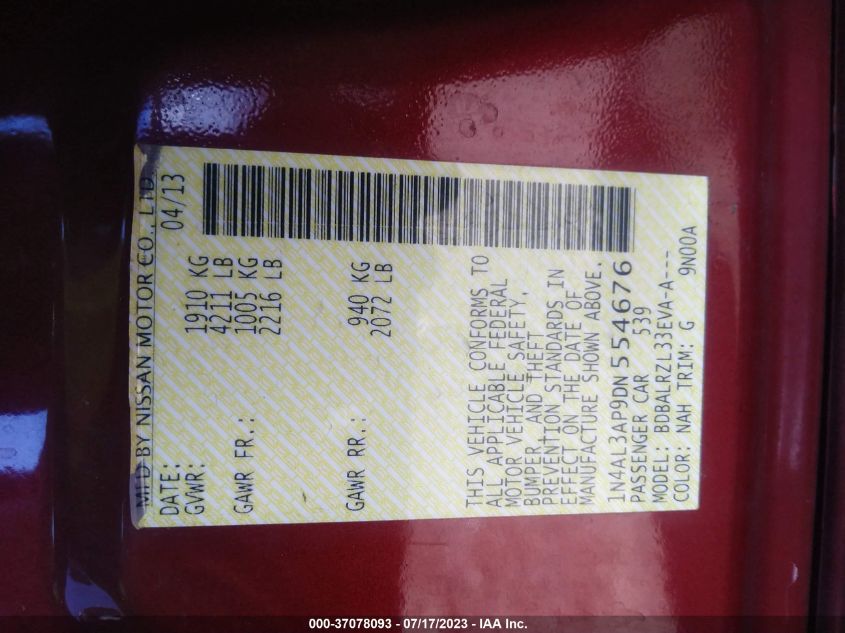 MFD BY NISSAN MOTOR CO., LTD.
DATE: 04/13
GVWR: 1910 KG
4211 LB
GAWR FR.: 1005 KG
2216 LB
GAWR RR.: 940 KG
2072 LB
THIS VEHICLE CONFORMS TO
ALL APPLICABLE FEDERAL
MOTOR VEHICLE SAFETY,
BUMPER, AND THEFT
PREVENTION STANDARDS IN
EFFECT ON THE DATE OF
MANUFACTURE SHOWN ABOVE.
1N4AL3AP9DN554676
PASSENGER CAR 539
MODEL: BDBALRZL33EVA-A---
COLOR: NAH TRIM: G 9N00A
000-37078093 - 07/17/2023 - IAA Inc.